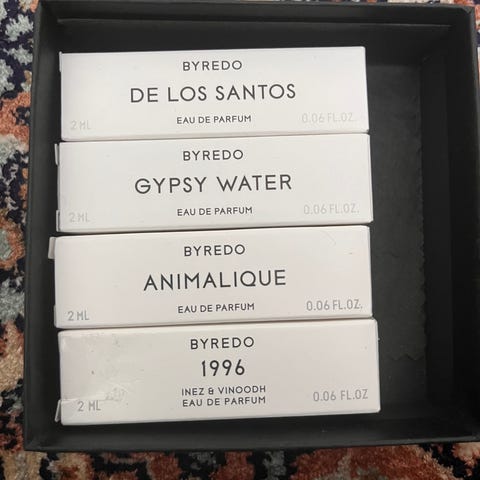 BYREDO
DE LOS SANTOS
EAU DE PARFUM
2 ML 0.06 FL.OZ.
BYREDO
GYPSY WATER
EAU DE PARFUM
2 ML 0.06 FL.OZ.
BYREDO
ANIMALIQUE
EAU DE PARFUM
2 ML 0.06 FL.OZ.
BYREDO
1996
INEZ & VINOODH
EAU DE PARFUM
2 ML 0.06 FL.OZ